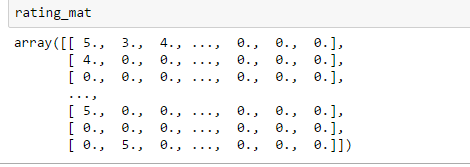 rating_mat
array([[ 5., 3., 4., ..., 0., 0., 0.],
[ 4., 0., 0., ..., 0., 0., 0.],
[ 0., 0., 0., ..., 0., 0., 0.],
...,
[ 5., 0., 0., ..., 0., 0., 0.],
[ 0., 0., 0., ..., 0., 0., 0.],
[ 0., 5., 0., ..., 0., 0., 0.]])